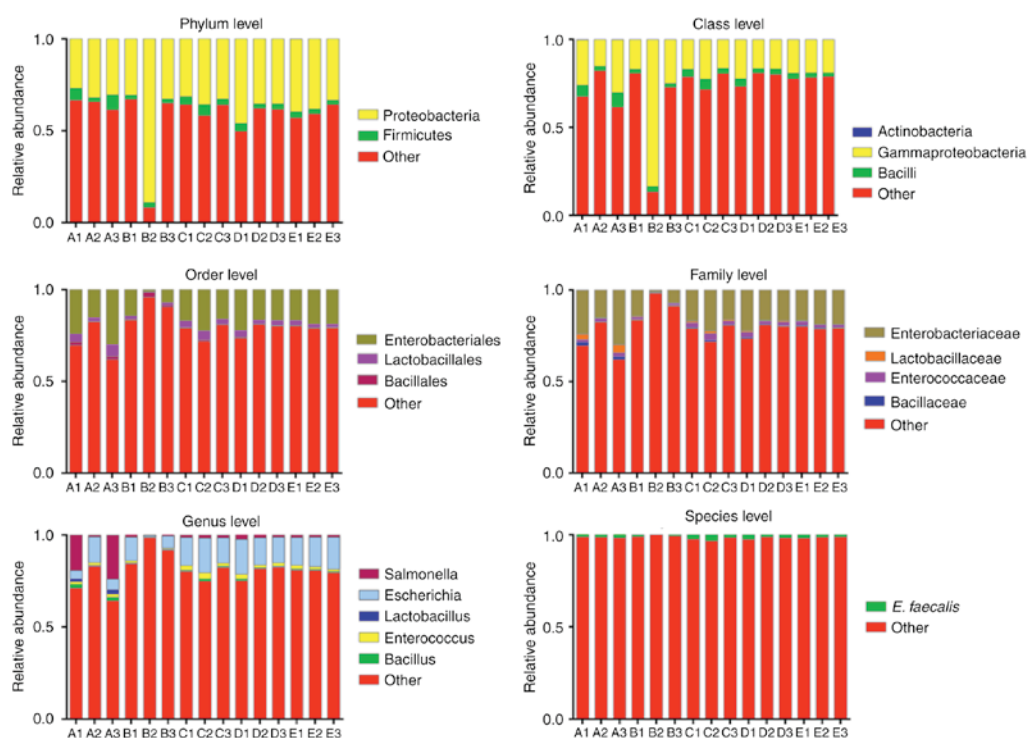 Phylum level
Relative abundance
1.0
0.5
0.0
A1 A2 A3 B1 B2 B3 C1 C2 C3 D1 D2 D3 E1 E2 E3
Proteobacteria
Firmicutes
Other
Class level
Relative abundance
1.0
0.5
0.0
A1 A2 A3 B1 B2 B3 C1 C2 C3 D1 D2 D3 E1 E2 E3
Actinobacteria
Gammaproteobacteria
Bacilli
Other
Order level
Relative abundance
1.0
0.5
0.0
A1 A2 A3 B1 B2 B3 C1 C2 C3 D1 D2 D3 E1 E2 E3
Enterobacteriales
Lactobacillales
Bacillales
Other
Family level
Relative abundance
1.0
0.5
0.0
A1 A2 A3 B1 B2 B3 C1 C2 C3 D1 D2 D3 E1 E2 E3
Enterobacteriaceae
Lactobacillaceae
Enterococcaceae
Bacillaceae
Other
Genus level
Relative abundance
1.0
0.5
0.0
A1 A2 A3 B1 B2 B3 C1 C2 C3 D1 D2 D3 E1 E2 E3
Salmonella
Escherichia
Lactobacillus
Enterococcus
Bacillus
Other
Species level
Relative abundance
1.0
0.5
0.0
A1 A2 A3 B1 B2 B3 C1 C2 C3 D1 D2 D3 E1 E2 E3
E. faecalis
Other